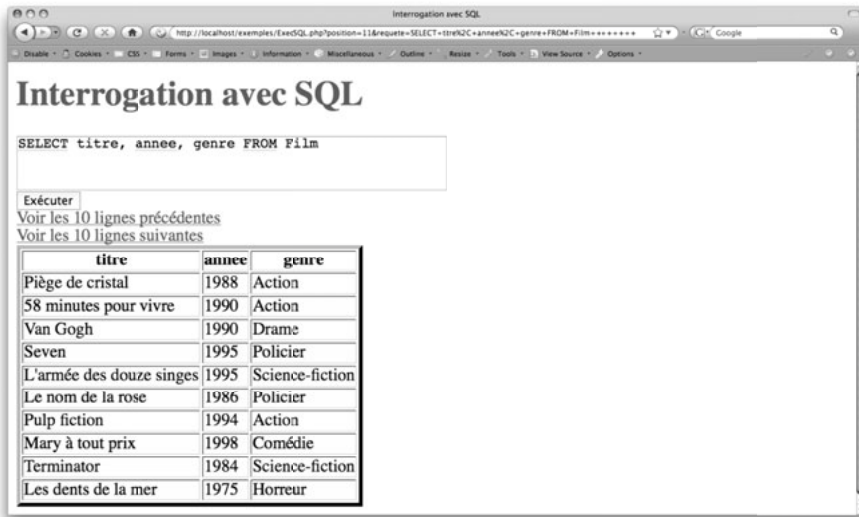 Interrogation avec SQL
http://localhost/exemples/ExecSQL.php?position=11&requete=SELECT+titre%2C+annee%2C+genre+FROM+Film++++++++
Google
Disable Cookies CSS Forms Images Information Miscellaneous Outline Resize Tools View Source Options
Interrogation avec SQL
SELECT titre, annee, genre FROM Film
Exécuter
Voir les 10 lignes précédentes
Voir les 10 lignes suivantes
titre annee genre
Piège de cristal 1988 Action
58 minutes pour vivre 1990 Action
Van Gogh 1990 Drame
Seven 1995 Policier
L'armée des douze singes 1995 Science-fiction
Le nom de la rose 1986 Policier
Pulp fiction 1994 Action
Mary à tout prix 1998 Comédie
Terminator 1984 Science-fiction
Les dents de la mer 1975 Horreur